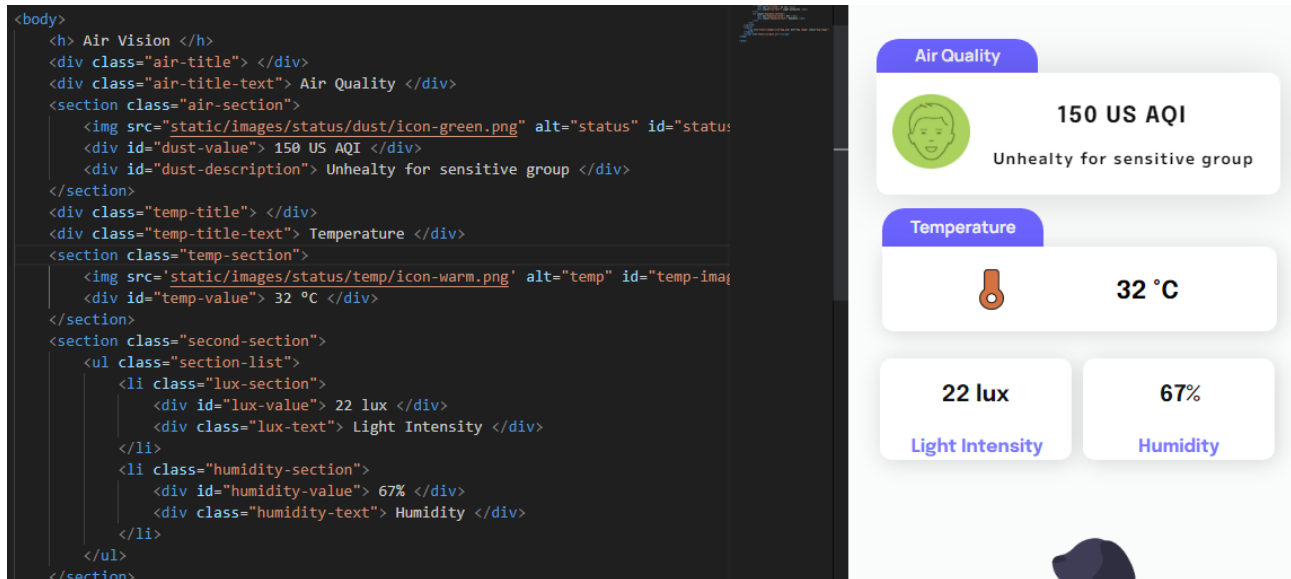 <body>
<h> Air Vision </h>
<div class="air-title"> </div>
<div class="air-title-text"> Air Quality </div>
<section class="air-section">
<img src="static/images/status/dust/icon-green.png" alt="status" id="status
<div id="dust-value"> 150 US AQI </div>
<div id="dust-description"> Unhealty for sensitive group </div>
</section>
<div class="temp-title"> </div>
<div class="temp-title-text"> Temperature </div>
<section class="temp-section">
<img src='static/images/status/temp/icon-warm.png' alt="temp" id="temp-imag
<div id="temp-value"> 32 °C </div>
</section>
<section class="second-section">
<ul class="section-list">
<li class="lux-section">
<div id="lux-value"> 22 lux </div>
<div class="lux-text"> Light Intensity </div>
</li>
<li class="humidity-section">
<div id="humidity-value"> 67% </div>
<div class="humidity-text"> Humidity </div>
</li>
</ul>
</section>
Air Quality
150 US AQI
Unhealty for sensitive group
Temperature
32 °C
22 lux
Light Intensity
67%
Humidity